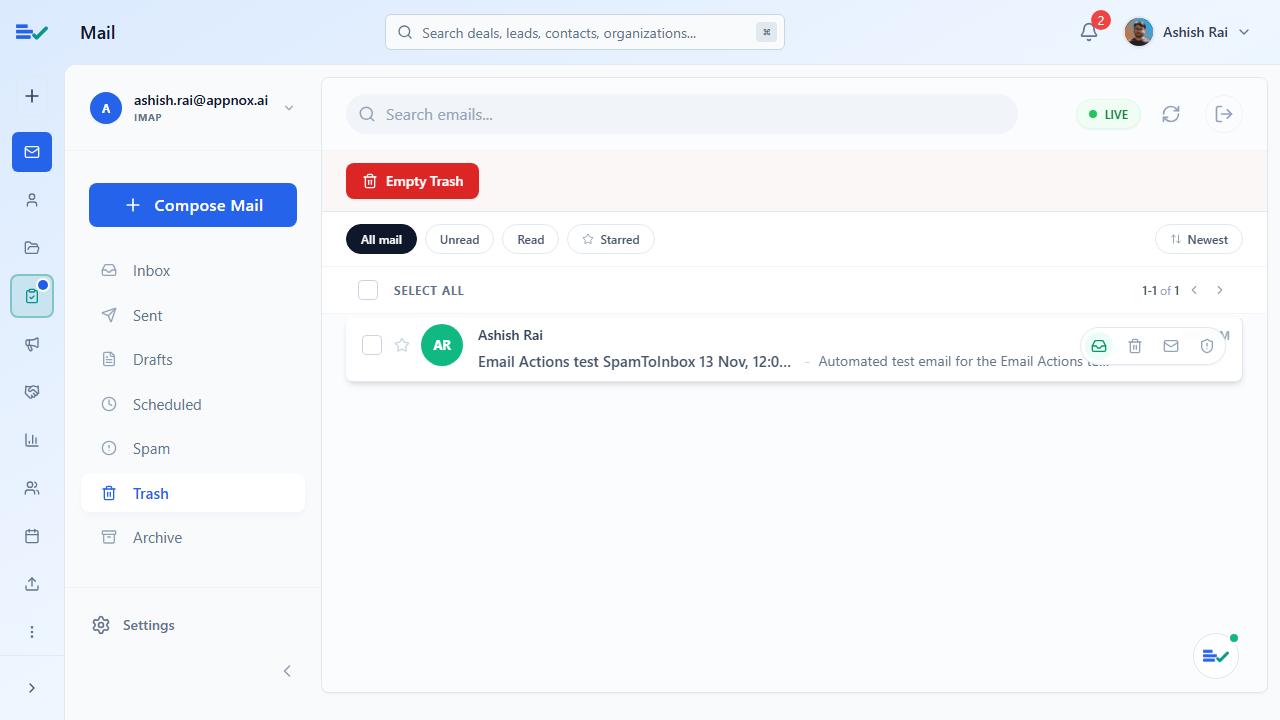 Mail
Search deals, leads, contacts, organizations...
⌘
2
Ashish Rai
A
ashish.rai@appnox.ai
IMAP
Search emails...
LIVE
Compose Mail
Empty Trash
All mail
Unread
Read
Starred
Newest
Inbox
Sent
Drafts
Scheduled
Spam
Trash
Archive
Settings
SELECT ALL
1-1 of 1
AR
Ashish Rai
M
Email Actions test SpamToInbox 13 Nov, 12:0... - Automated test email for the Email Actions te...